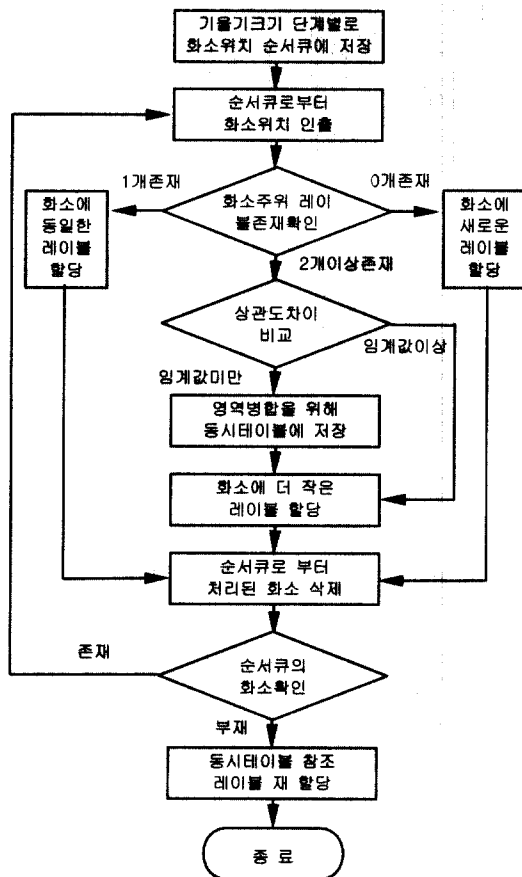 기울기크기 단계별로
화소위치 순서큐에 저장
순서큐로부터
화소위치 인출
1개존재
0개존재
화소주위 레이
블존재확인
화소에
동일한
레이블
할당
화소에
새로운
레이블
할당
2개이상존재
상관도차이
비교
임계값이상
임계값미만
영역병합을 위해
동시테이블에 저장
화소에 더 작은
레이블 할당
순서큐로 부터
처리된 화소 삭제
존재
순서큐의
화소확인
부재
동시테이블 참조
레이블 재 할당
종 료